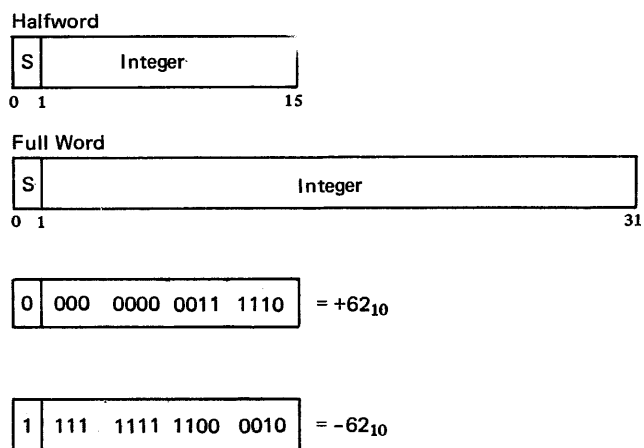 Halfword
S Integer
0 1 15
Full Word
S Integer
0 1 31
0 000 0000 0011 1110 = +62₁₀
1 111 1111 1100 0010 = −62₁₀